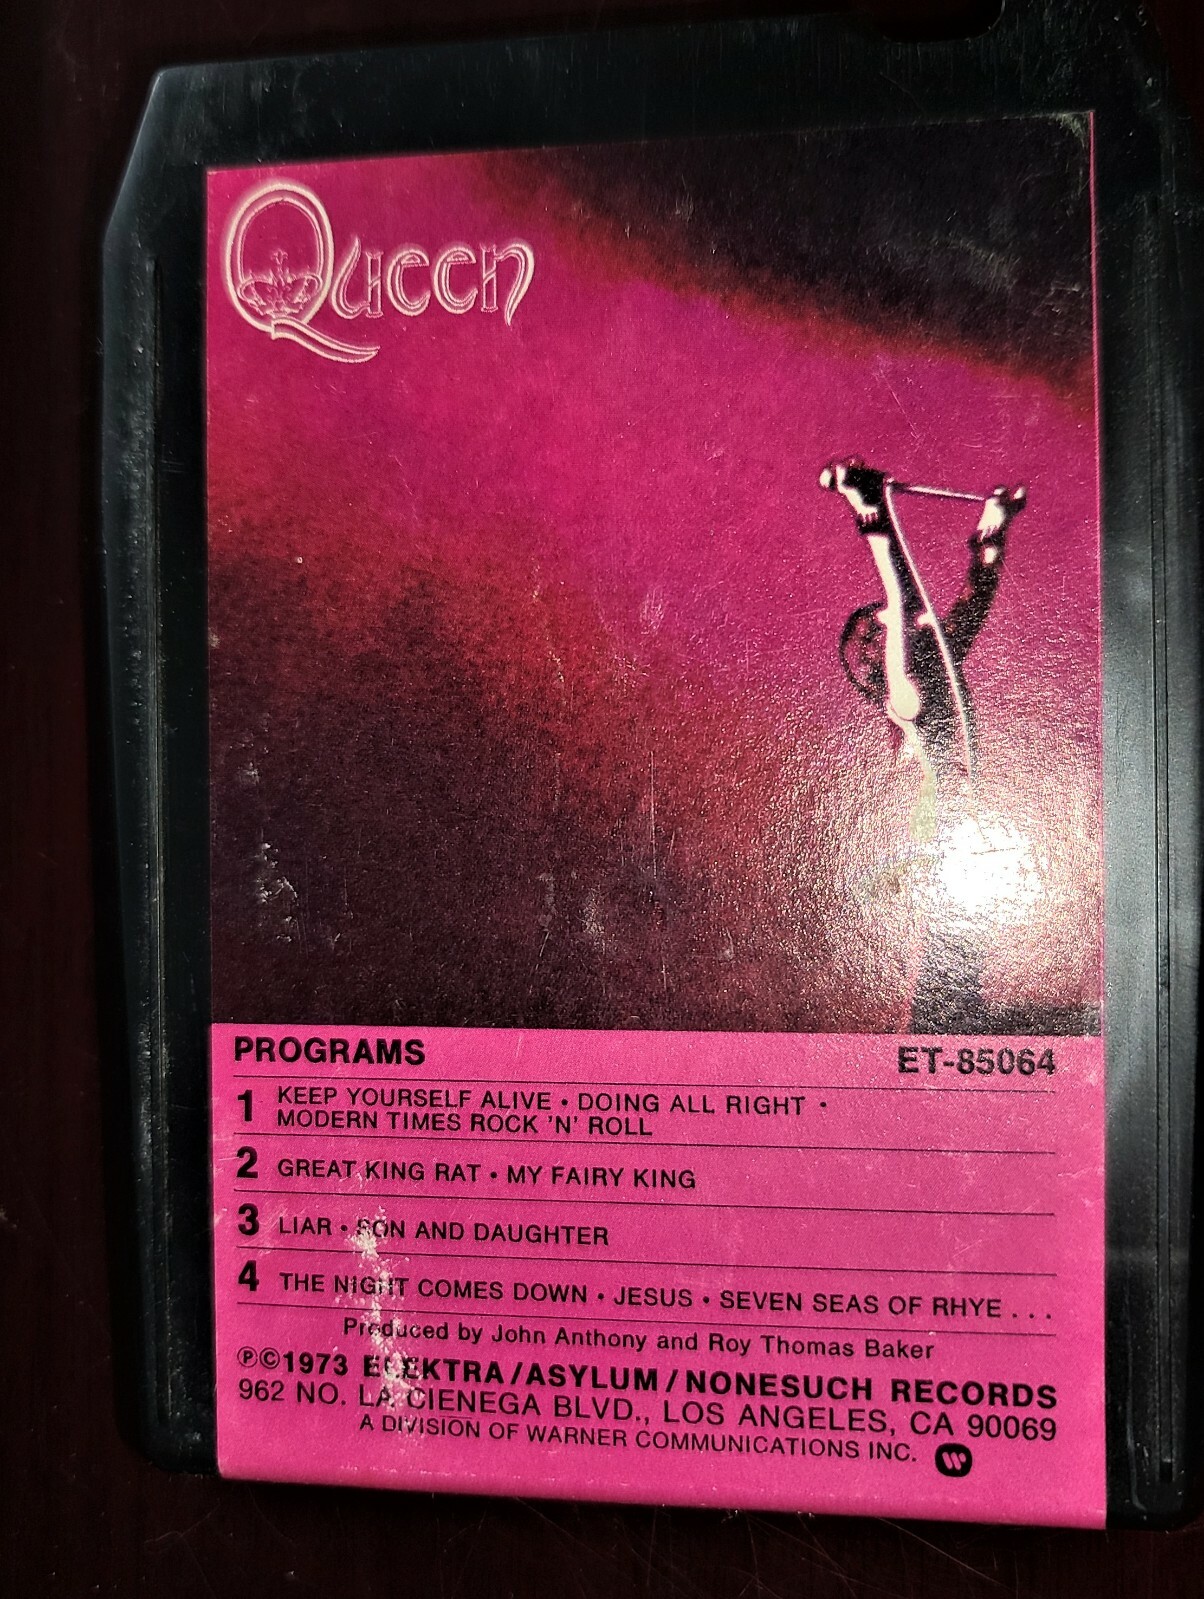 Queen
PROGRAMS
ET-85064
1 KEEP YOURSELF ALIVE • DOING ALL RIGHT •
MODERN TIMES ROCK 'N' ROLL
2 GREAT KING RAT • MY FAIRY KING
3 LIAR • SON AND DAUGHTER
4 THE NIGHT COMES DOWN • JESUS • SEVEN SEAS OF RHYE . . .
Produced by John Anthony and Roy Thomas Baker
℗©1973 ELEKTRA/ASYLUM/NONESUCH RECORDS
962 NO. LA CIENEGA BLVD., LOS ANGELES, CA 90069
A DIVISION OF WARNER COMMUNICATIONS INC.